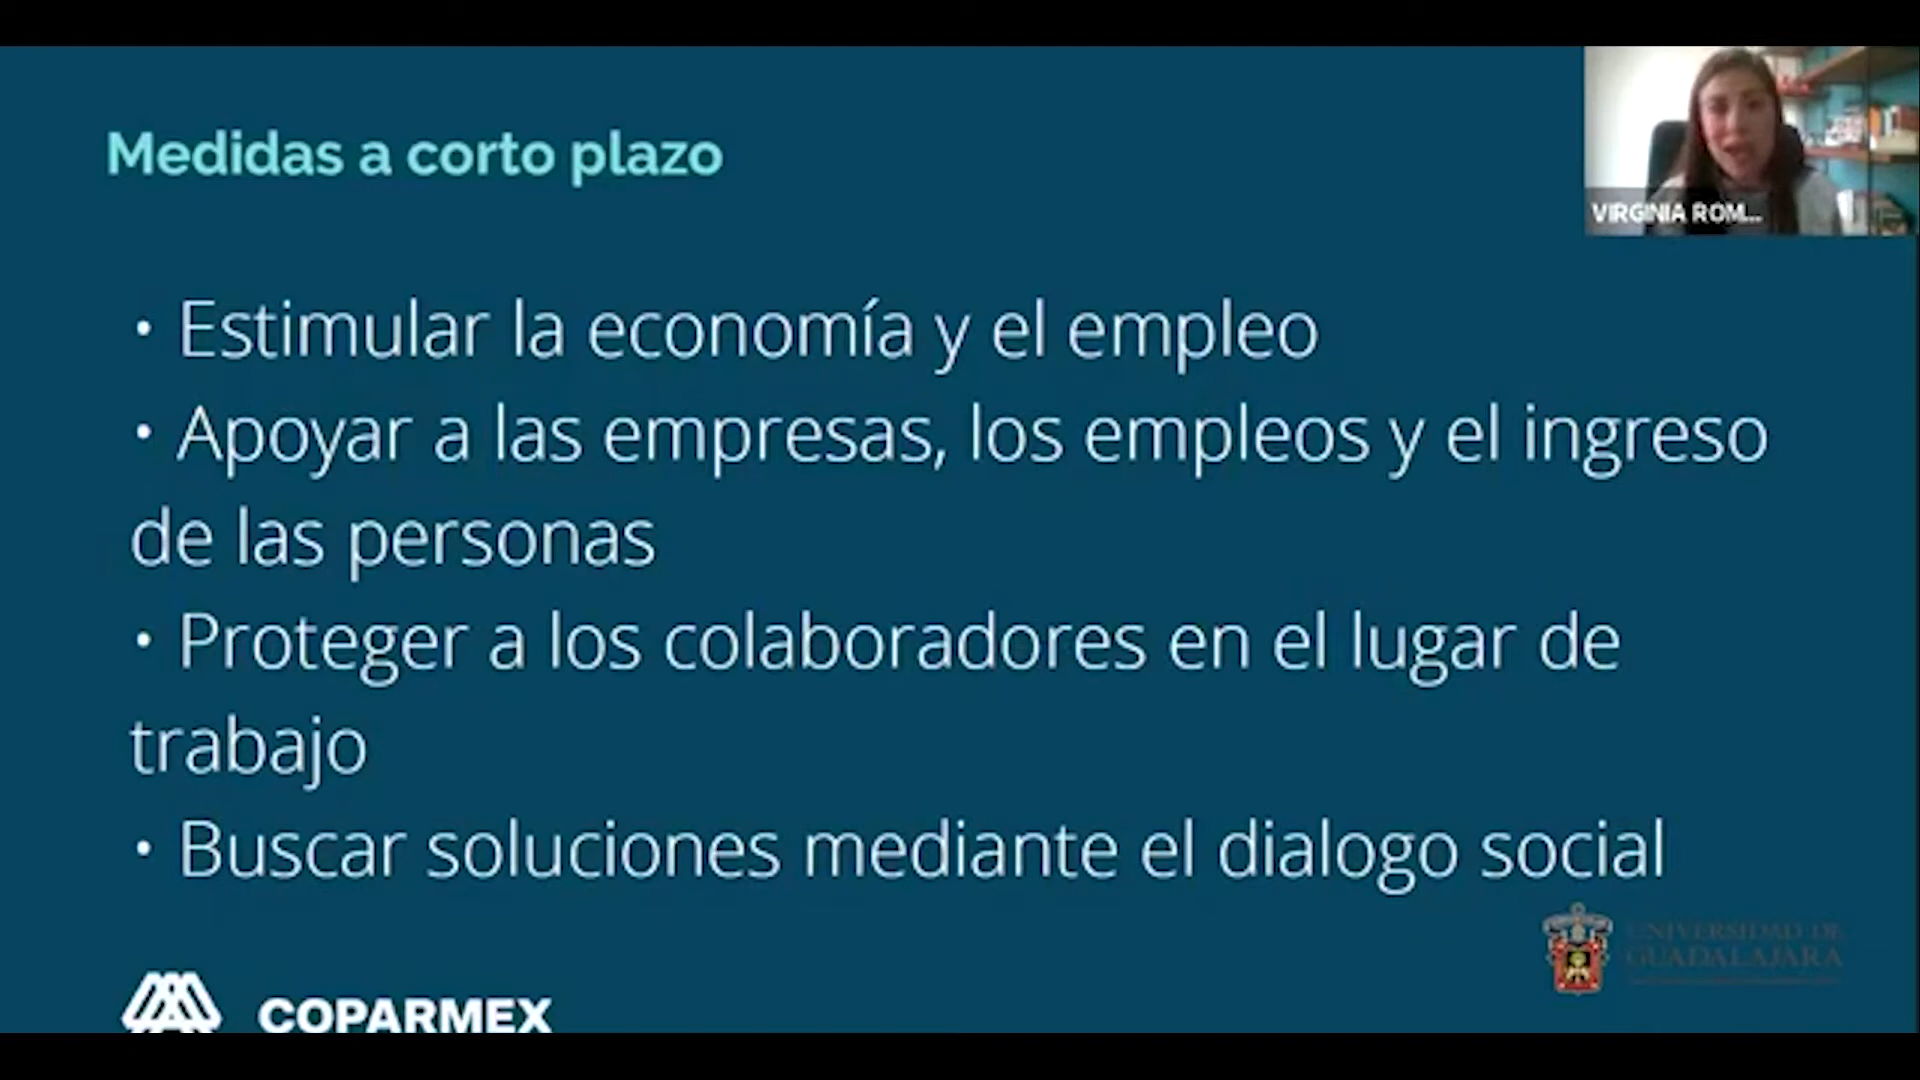 Medidas a corto plazo
VIRGINIA ROM...
• Estimular la economía y el empleo
• Apoyar a las empresas, los empleos y el ingreso
de las personas
• Proteger a los colaboradores en el lugar de
trabajo
• Buscar soluciones mediante el dialogo social
UNIVERSIDAD DE
GUADALAJARA
COPARMEX